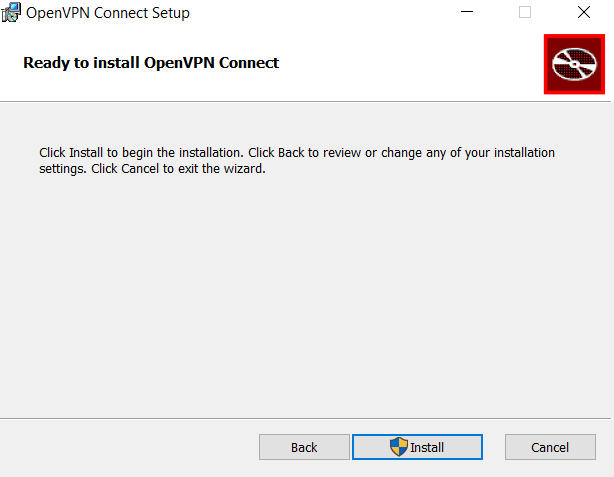 OpenVPN Connect Setup
Ready to install OpenVPN Connect
Click Install to begin the installation. Click Back to review or change any of your installation
settings. Click Cancel to exit the wizard.
Back
Install
Cancel